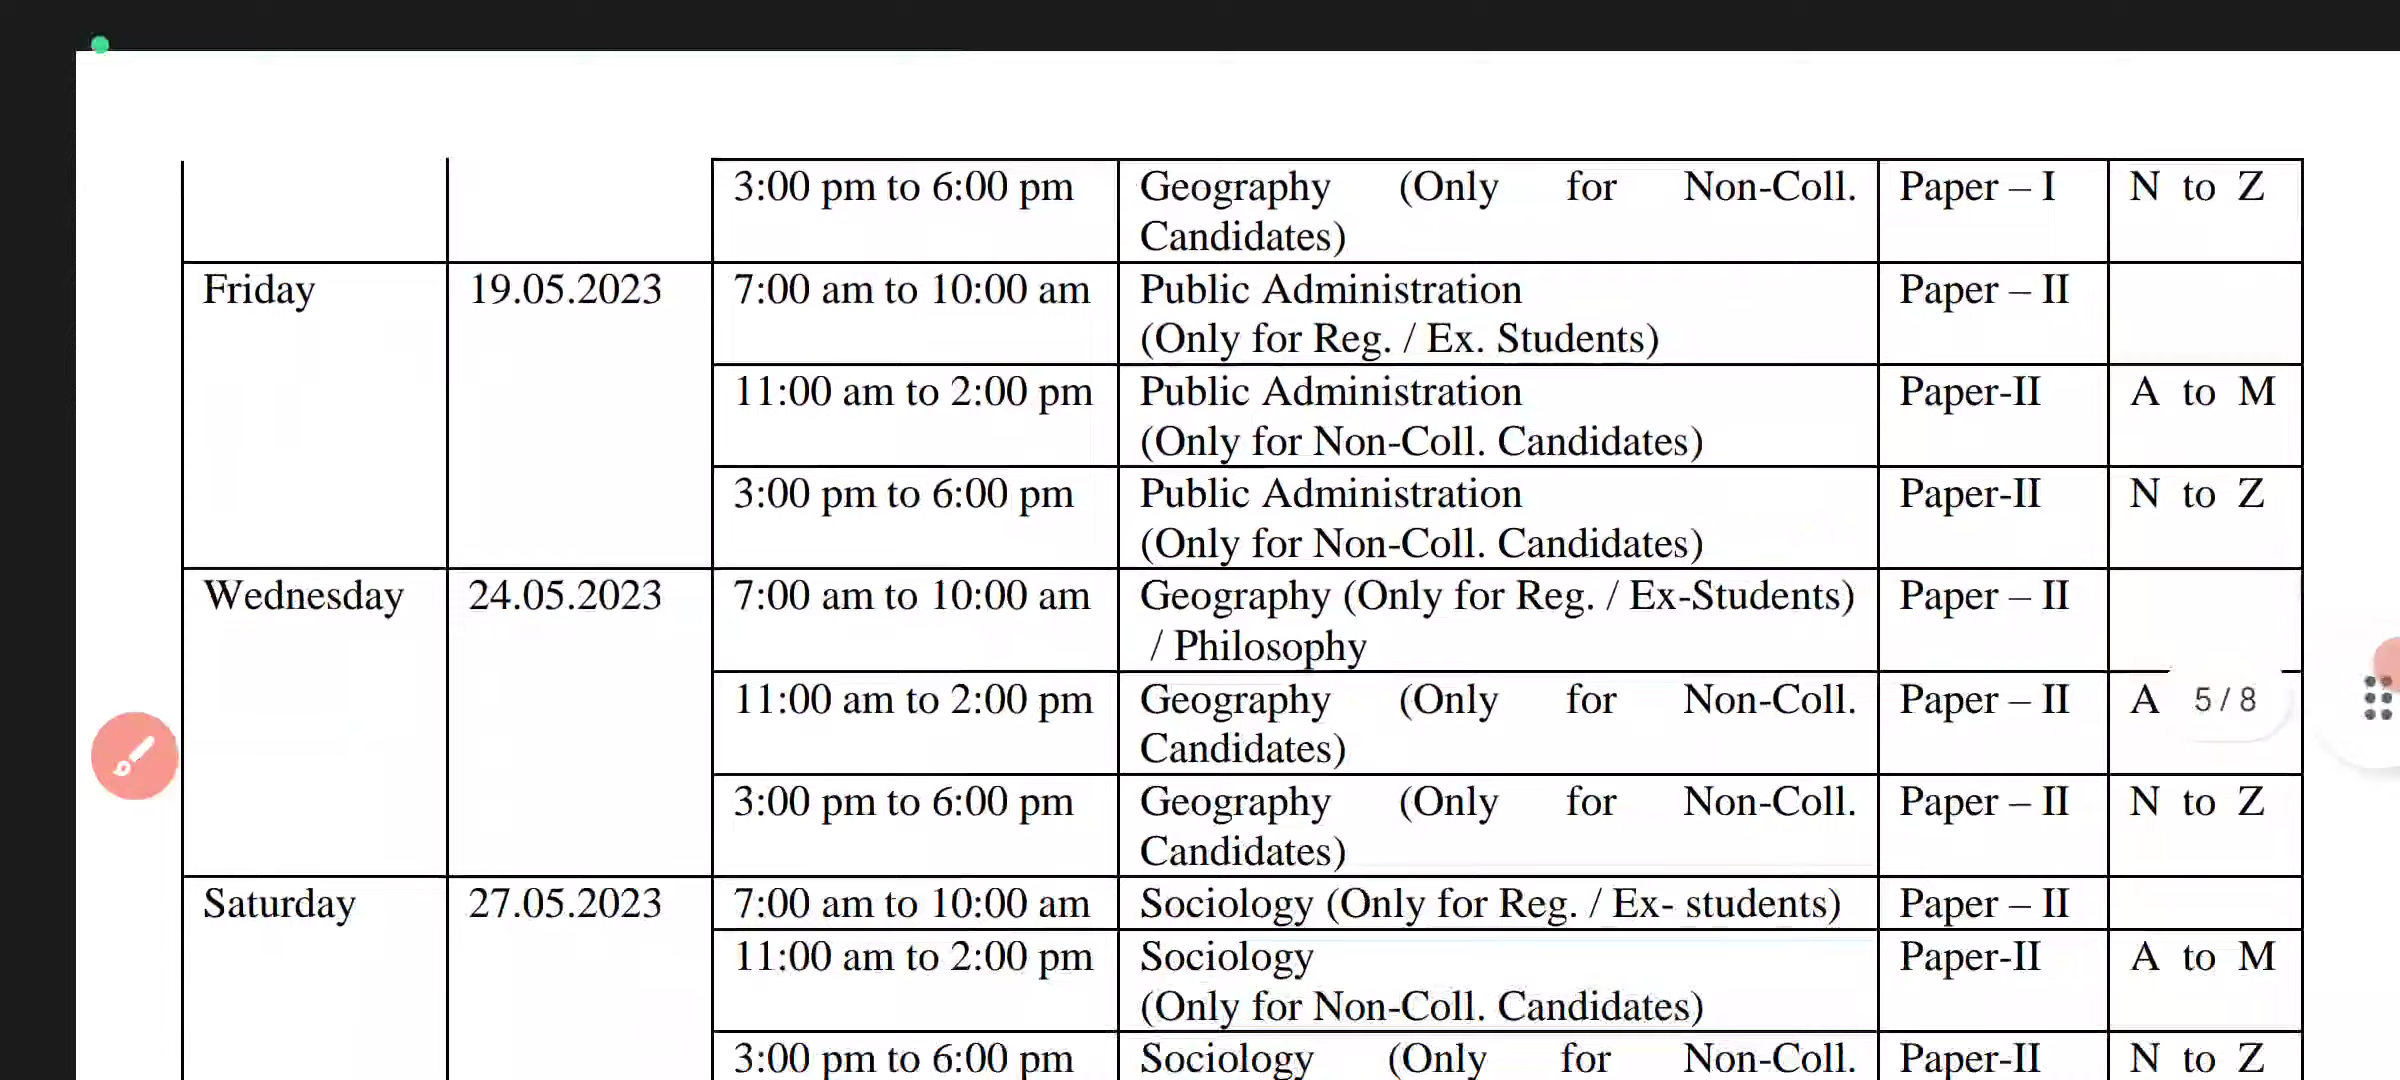 3:00 pm to 6:00 pm Geography (Only for Non-Coll. Paper – I N to Z
Candidates)
Friday 19.05.2023 7:00 am to 10:00 am Public Administration Paper – II
(Only for Reg. / Ex. Students)
11:00 am to 2:00 pm Public Administration Paper-II A to M
(Only for Non-Coll. Candidates)
3:00 pm to 6:00 pm Public Administration Paper-II N to Z
(Only for Non-Coll. Candidates)
Wednesday 24.05.2023 7:00 am to 10:00 am Geography (Only for Reg. / Ex-Students) Paper – II
/ Philosophy
11:00 am to 2:00 pm Geography (Only for Non-Coll. Paper – II A 5 / 8
Candidates)
3:00 pm to 6:00 pm Geography (Only for Non-Coll. Paper – II N to Z
Candidates)
Saturday 27.05.2023 7:00 am to 10:00 am Sociology (Only for Reg. / Ex- students) Paper – II
11:00 am to 2:00 pm Sociology Paper-II A to M
(Only for Non-Coll. Candidates)
3:00 pm to 6:00 pm Sociology (Only for Non-Coll. Paper-II N to Z